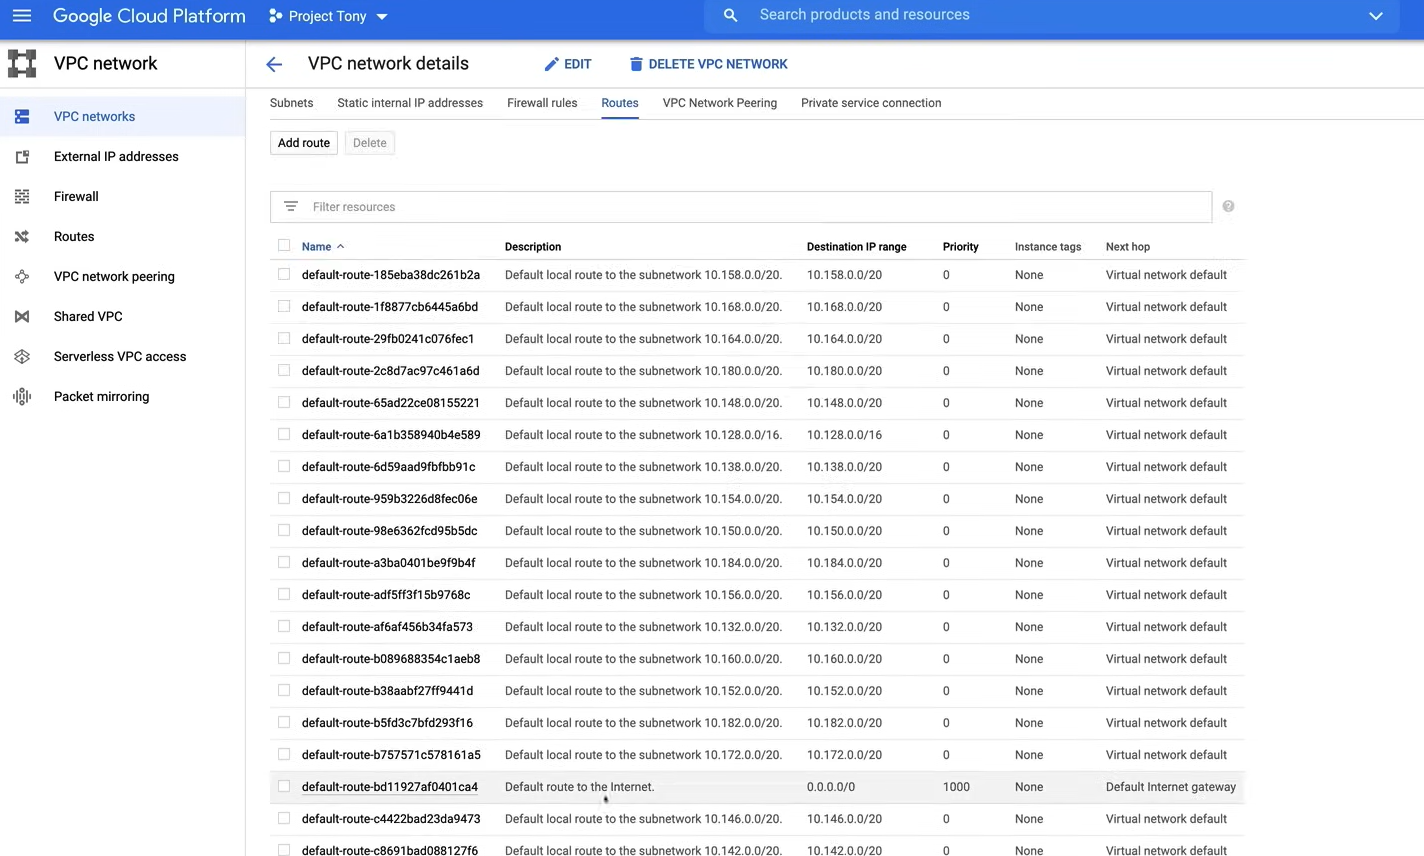 Google Cloud Platform Project Tony Search products and resources
VPC network
VPC network details EDIT DELETE VPC NETWORK
VPC networks
External IP addresses
Firewall
Routes
VPC network peering
Shared VPC
Serverless VPC access
Packet mirroring
Subnets Static internal IP addresses Firewall rules Routes VPC Network Peering Private service connection
Add route Delete
Filter resources
Name Description Destination IP range Priority Instance tags Next hop
default-route-185eba38dc261b2a Default local route to the subnetwork 10.158.0.0/20. 10.158.0.0/20 0 None Virtual network default
default-route-1f8877cb6445a6bd Default local route to the subnetwork 10.168.0.0/20. 10.168.0.0/20 0 None Virtual network default
default-route-29fb0241c076fec1 Default local route to the subnetwork 10.164.0.0/20. 10.164.0.0/20 0 None Virtual network default
default-route-2c8d7ac97c461a6d Default local route to the subnetwork 10.180.0.0/20. 10.180.0.0/20 0 None Virtual network default
default-route-65ad22ce08155221 Default local route to the subnetwork 10.148.0.0/20. 10.148.0.0/20 0 None Virtual network default
default-route-6a1b358940b4e589 Default local route to the subnetwork 10.128.0.0/16. 10.128.0.0/16 0 None Virtual network default
default-route-6d59aad9fbfbb91c Default local route to the subnetwork 10.138.0.0/20. 10.138.0.0/20 0 None Virtual network default
default-route-959b3226d8fec06e Default local route to the subnetwork 10.154.0.0/20. 10.154.0.0/20 0 None Virtual network default
default-route-98e6362fcd95b5dc Default local route to the subnetwork 10.150.0.0/20. 10.150.0.0/20 0 None Virtual network default
default-route-a3ba0401be9f9b4f Default local route to the subnetwork 10.184.0.0/20. 10.184.0.0/20 0 None Virtual network default
default-route-adf5ff3f15b9768c Default local route to the subnetwork 10.156.0.0/20. 10.156.0.0/20 0 None Virtual network default
default-route-af6af456b34fa573 Default local route to the subnetwork 10.132.0.0/20. 10.132.0.0/20 0 None Virtual network default
default-route-b089688354c1aeb8 Default local route to the subnetwork 10.160.0.0/20. 10.160.0.0/20 0 None Virtual network default
default-route-b38aabf27ff9441d Default local route to the subnetwork 10.152.0.0/20. 10.152.0.0/20 0 None Virtual network default
default-route-b5fd3c7bfd293f16 Default local route to the subnetwork 10.182.0.0/20. 10.182.0.0/20 0 None Virtual network default
default-route-b757571c578161a5 Default local route to the subnetwork 10.172.0.0/20. 10.172.0.0/20 0 None Virtual network default
default-route-bd11927af0401ca4 Default route to the Internet. 0.0.0.0/0 1000 None Default Internet gateway
default-route-c4422bad23da9473 Default local route to the subnetwork 10.146.0.0/20. 10.146.0.0/20 0 None Virtual network default
default-route-c8691bad088127f6 Default local route to the subnetwork 10.142.0.0/20. 10.142.0.0/20 0 None Virtual network default